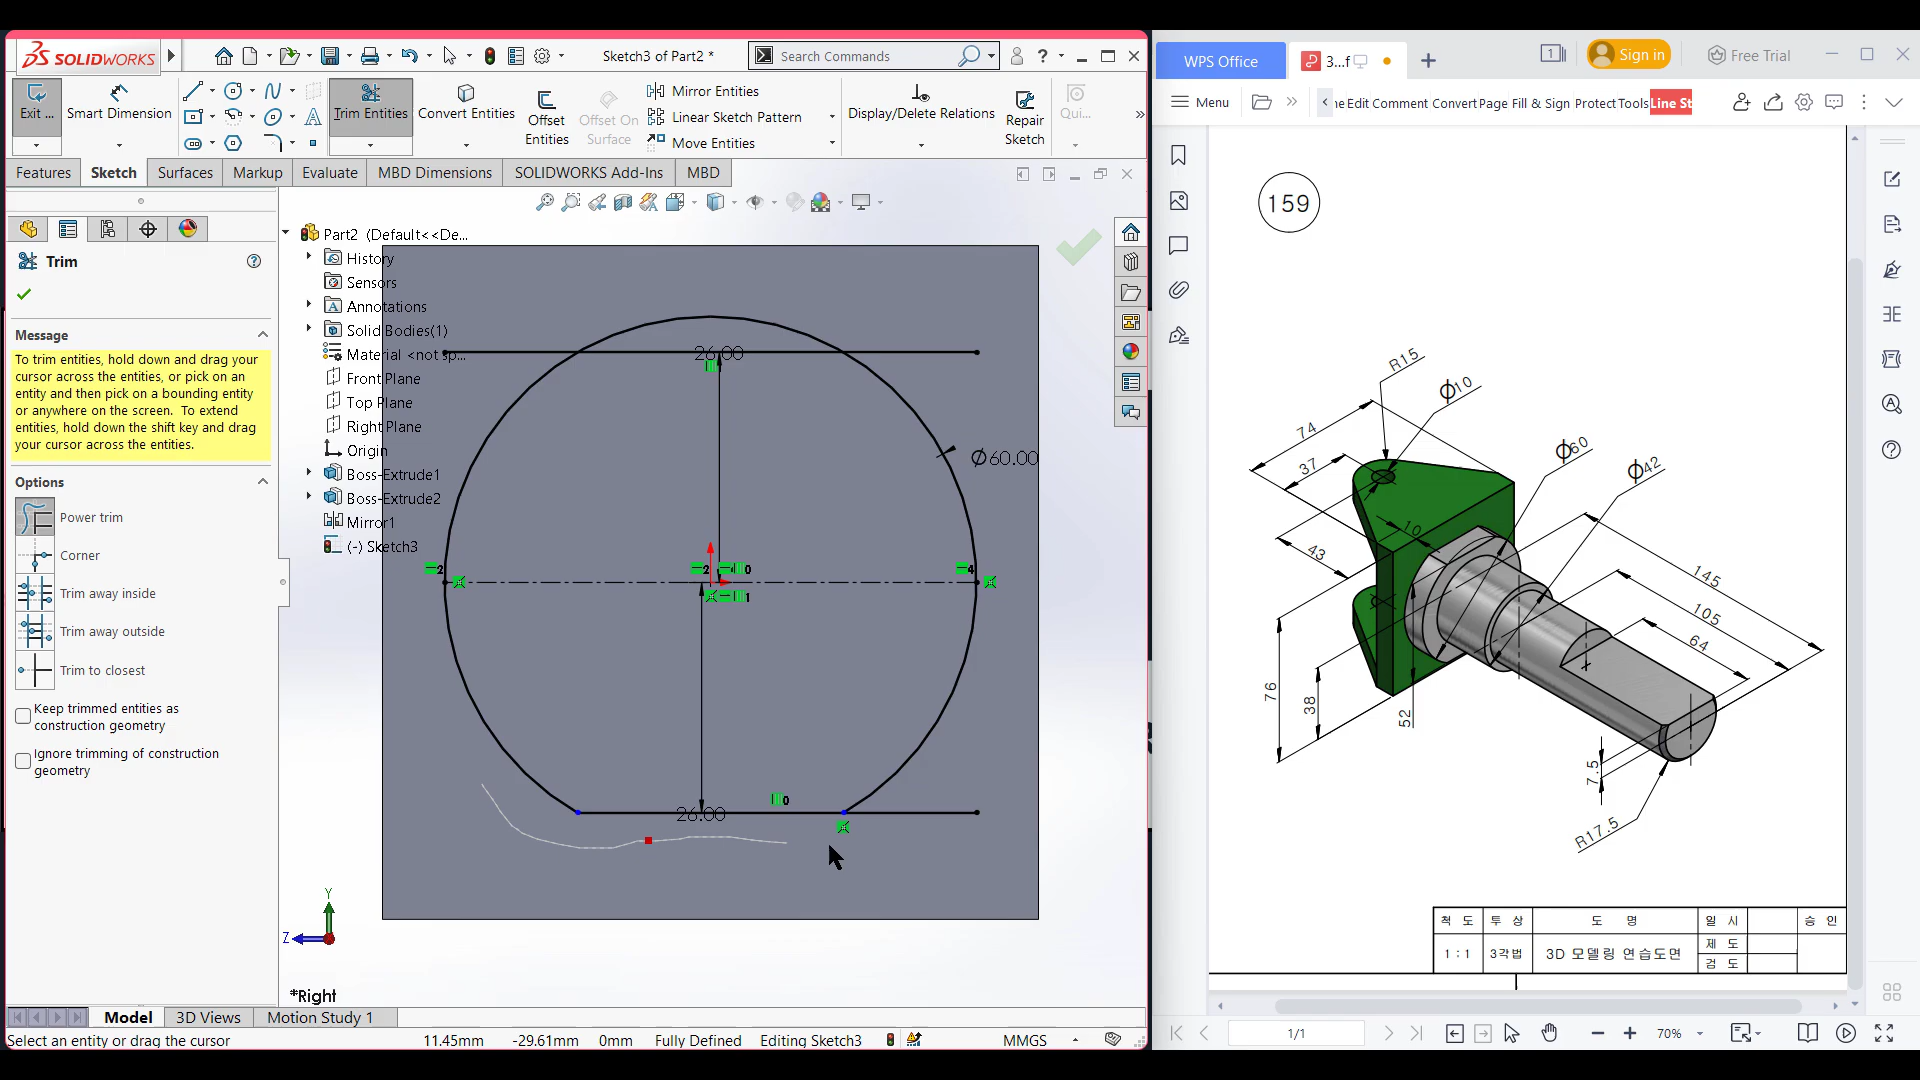 SOLIDWORKS
Sketch3 of Part2 *
Search Commands
?
Exit ...
Smart Dimension
Trim Entities
Convert Entities
Offset Entities
Offset On Surface
Mirror Entities
Linear Sketch Pattern
Move Entities
Display/Delete Relations
Repair Sketch
Qui...
Features
Sketch
Surfaces
Markup
Evaluate
MBD Dimensions
SOLIDWORKS Add-Ins
MBD
Trim
Message
To trim entities, hold down and drag your
cursor across the entities, or pick on an
entity and then pick on a bounding entity
or anywhere on the screen. To extend
entities, hold down the shift key and drag
your cursor across the entities.
Options
Power trim
Corner
Trim away inside
Trim away outside
Trim to closest
Keep trimmed entities as
construction geometry
Ignore trimming of construction
geometry
Part2 (Default<<De...
History
Sensors
Annotations
Solid Bodies(1)
Material <not sp...
Front Plane
Top Plane
Right Plane
Origin
Boss-Extrude1
Boss-Extrude2
Mirror1
(-) Sketch3
26.00
Ø60.00
26.00
Y
Z
*Right
Model
3D Views
Motion Study 1
Select an entity or drag the cursor
11.45mm
-29.61mm
0mm
Fully Defined
Editing Sketch3
MMGS
WPS Office
3...f
Sign in
Free Trial
Menu
Edit
Comment
Convert
Page
Fill & Sign
Protect
Tools
Line St
159
R15
ϕ10
74
37
ϕ60
ϕ42
10
43
145
105
64
76
38
52
7.5
R17.5
척 도
투 상
도 명
일 시
승 인
1 : 1
3각법
3D 모델링 연습도면
제 도
검 도
1/1
70%